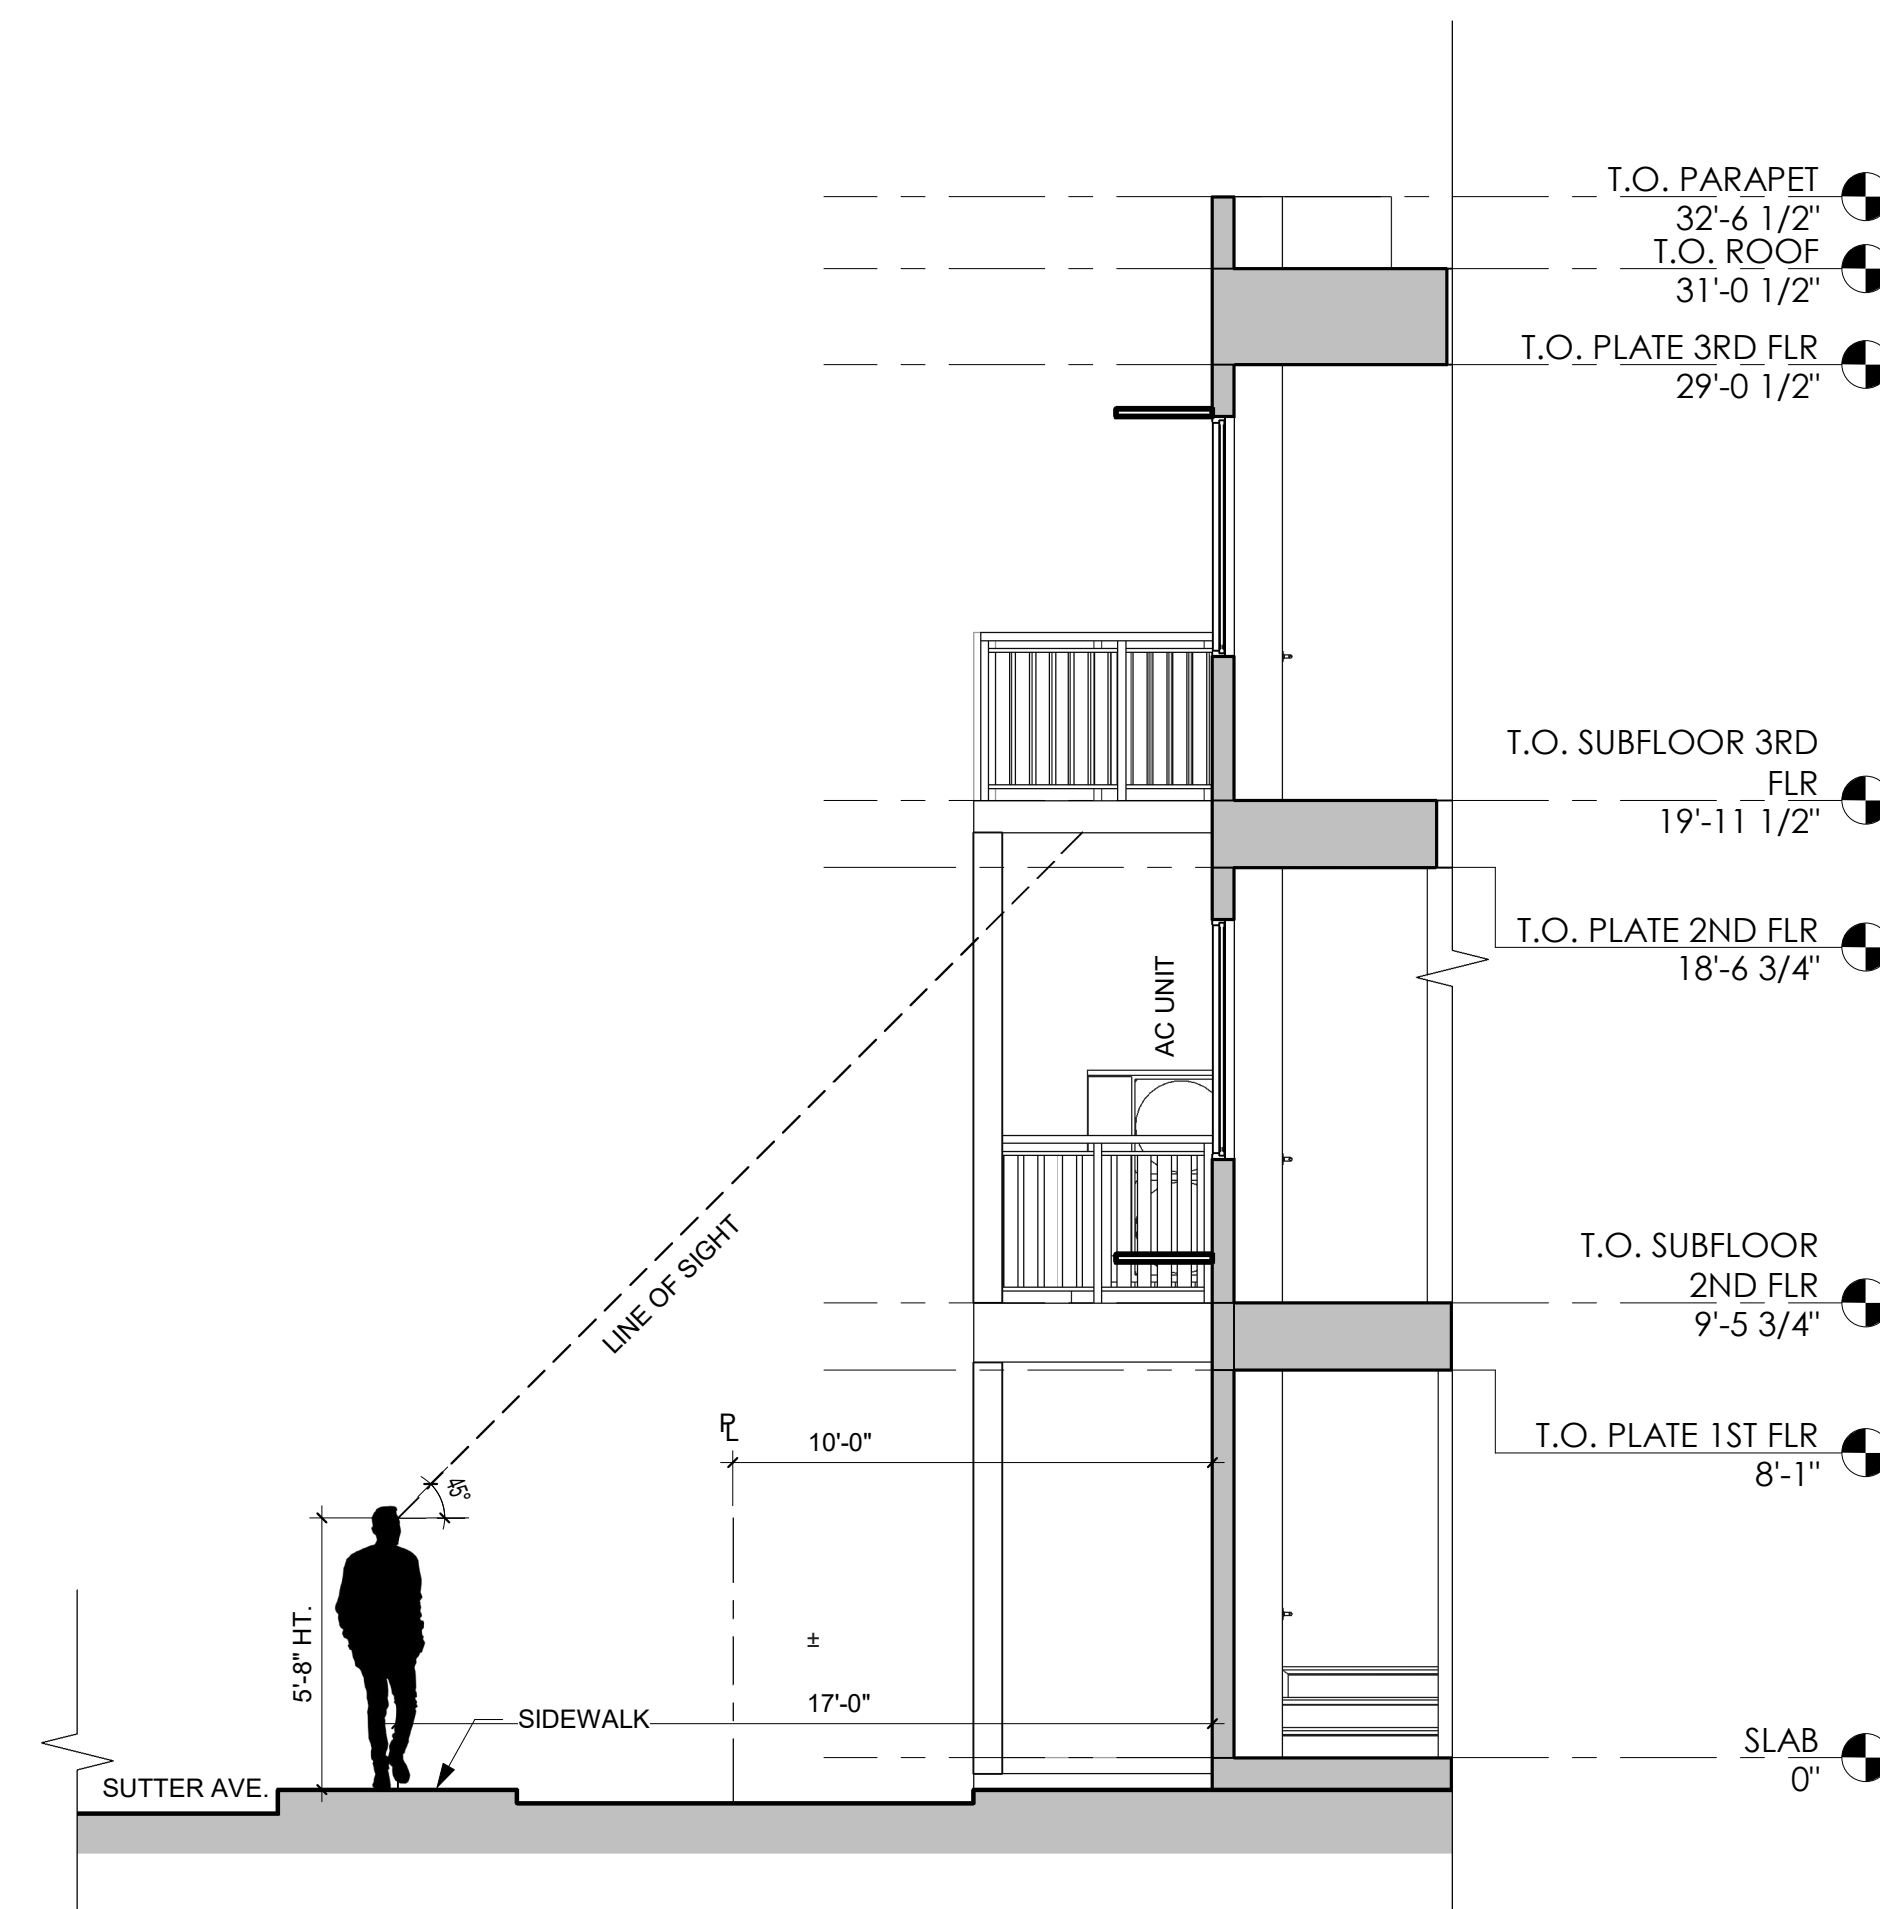 T.O. PARAPET
32'-6 1/2"
T.O. ROOF
31'-0 1/2"
T.O. PLATE 3RD FLR
29'-0 1/2"
T.O. SUBFLOOR 3RD
FLR
19'-11 1/2"
T.O. PLATE 2ND FLR
18'-6 3/4"
AC UNIT
LINE OF SIGHT
T.O. SUBFLOOR
2ND FLR
9'-5 3/4"
PL
10'-0"
T.O. PLATE 1ST FLR
8'-1"
45°
5'-8" HT.
±
17'-0"
SIDEWALK
SUTTER AVE.
SLAB
0"